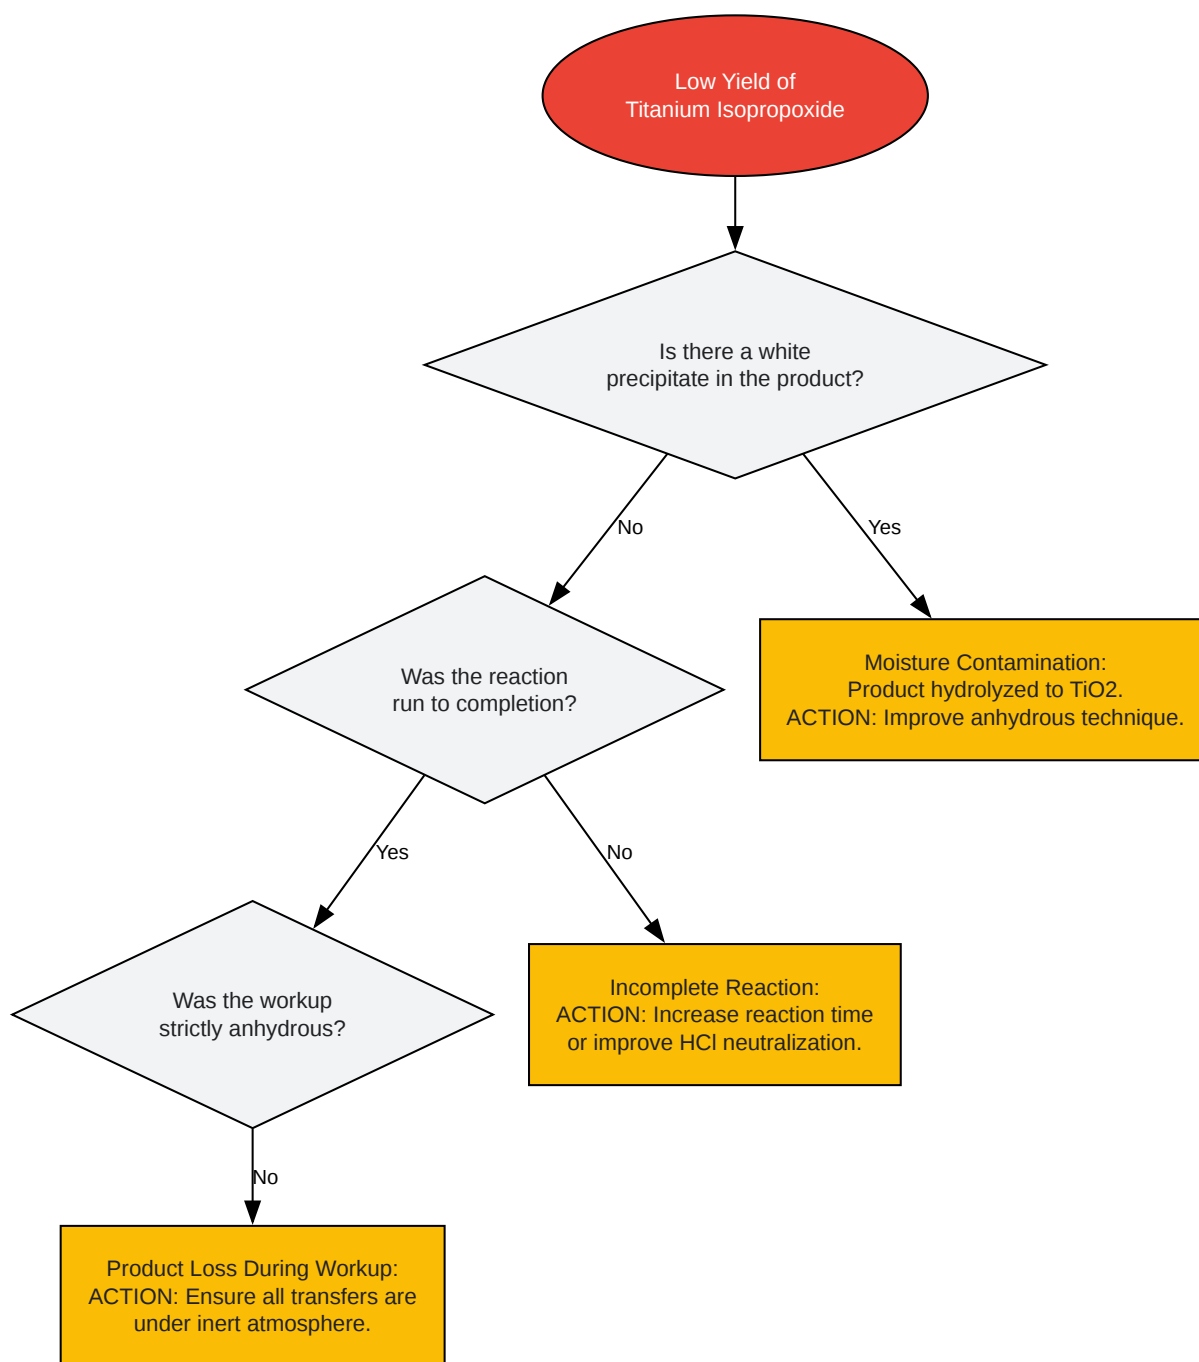 Low Yield of
Titanium Isopropoxide
Is there a white
precipitate in the product?
No
Yes
Was the reaction
run to completion?
Moisture Contamination:
Product hydrolyzed to TiO2.
ACTION: Improve anhydrous technique.
Yes
No
Was the workup
strictly anhydrous?
Incomplete Reaction:
ACTION: Increase reaction time
or improve HCl neutralization.
No
Product Loss During Workup:
ACTION: Ensure all transfers are
under inert atmosphere.